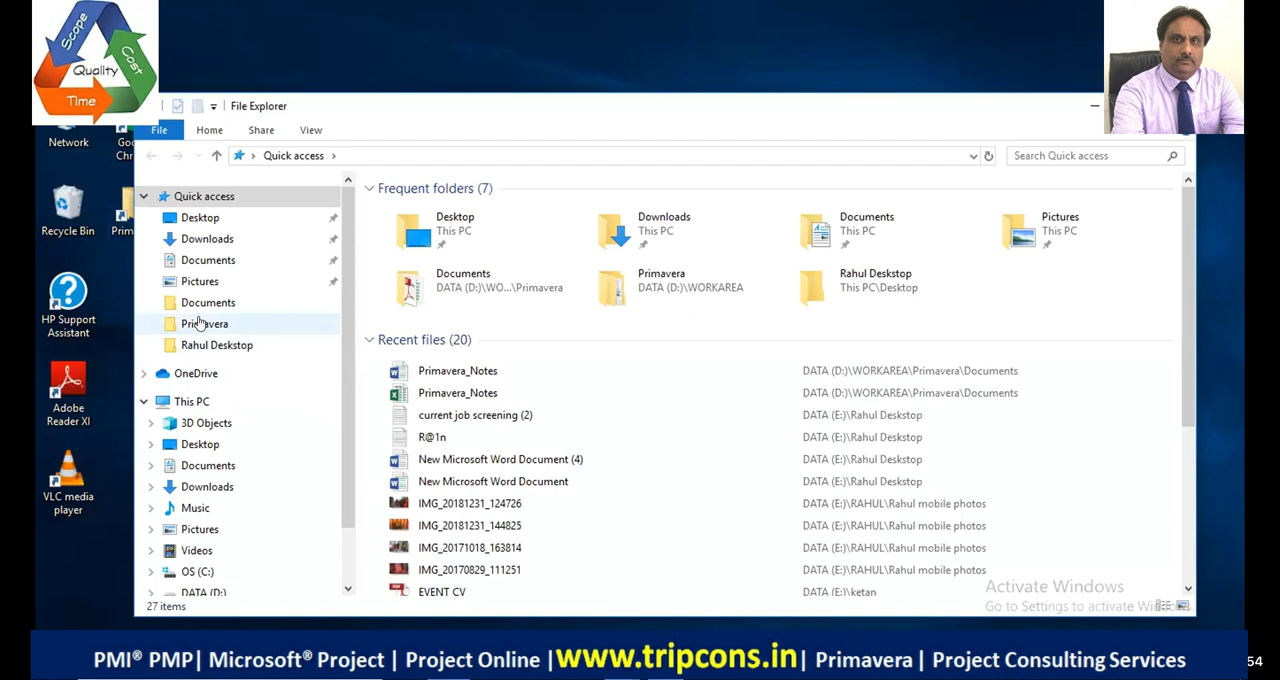 Scope
Cost
Quality
Time
File Explorer
File
Home
Share
View
Quick access
Search Quick access
Network
Recycle Bin
HP Support
Assistant
Adobe
Reader XI
VLC media
player
Quick access
Desktop
Downloads
Documents
Pictures
Documents
Primavera
Rahul Deskstop
OneDrive
This PC
3D Objects
Desktop
Documents
Downloads
Music
Pictures
Videos
OS (C:)
DATA (D:)
27 items
Frequent folders (7)
Desktop
This PC
Downloads
This PC
Documents
This PC
Pictures
This PC
Documents
DATA (D:)\WO...\Primavera
Primavera
DATA (D:)\WORKAREA
Rahul Deskstop
This PC\Desktop
Recent files (20)
Primavera_Notes DATA (D:)\WORKAREA\Primavera\Documents
Primavera_Notes DATA (D:)\WORKAREA\Primavera\Documents
current job screening (2) DATA (E:)\Rahul Deskstop
R@1n DATA (E:)\Rahul Deskstop
New Microsoft Word Document (4) DATA (E:)\Rahul Deskstop
New Microsoft Word Document DATA (E:)\Rahul Deskstop
IMG_20181231_124726 DATA (E:)\RAHUL\Rahul mobile photos
IMG_20181231_144825 DATA (E:)\RAHUL\Rahul mobile photos
IMG_20171018_163814 DATA (E:)\RAHUL\Rahul mobile photos
IMG_20170829_111251 DATA (E:)\RAHUL\Rahul mobile photos
EVENT CV DATA (E:)\ketan
Activate Windows
Go to Settings to activate Windows.
PMI® PMP| Microsoft® Project | Project Online |www.tripcons.in| Primavera| Project Consulting Services
54